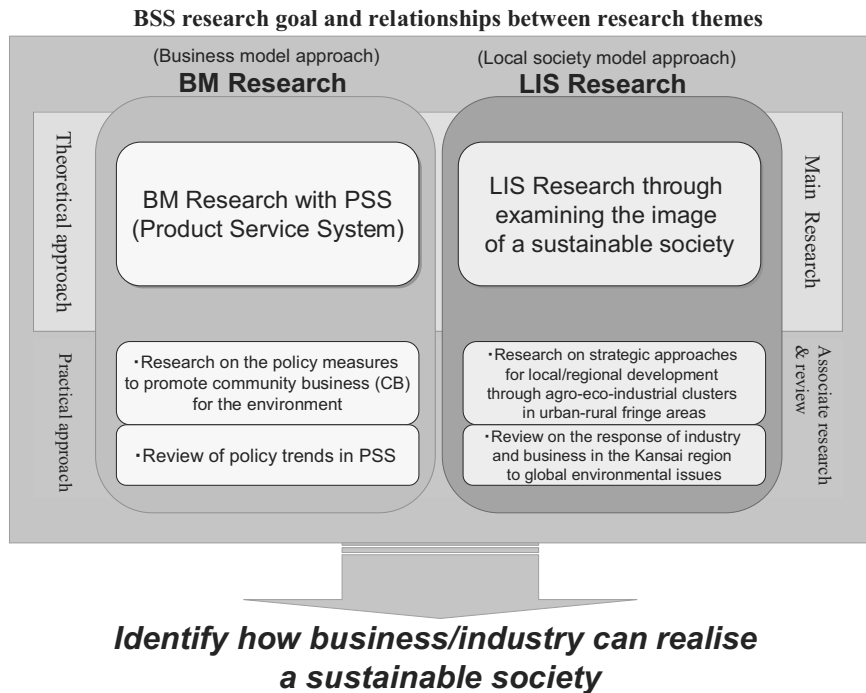 BSS research goal and relationships between research themes
(Business model approach)
BM Research
(Local society model approach)
LIS Research
Theoretical approach
BM Research with PSS
(Product Service System)
LIS Research through
examining the image
of a sustainable society
Main Research
Practical approach
・Research on the policy measures
to promote community business (CB)
for the environment
・Review of policy trends in PSS
・Research on strategic approaches
for local/regional development
through agro-eco-industrial clusters
in urban-rural fringe areas
・Review on the response of industry
and business in the Kansai region
to global environmental issues
Associate research
& review
Identify how business/industry can realise
a sustainable society